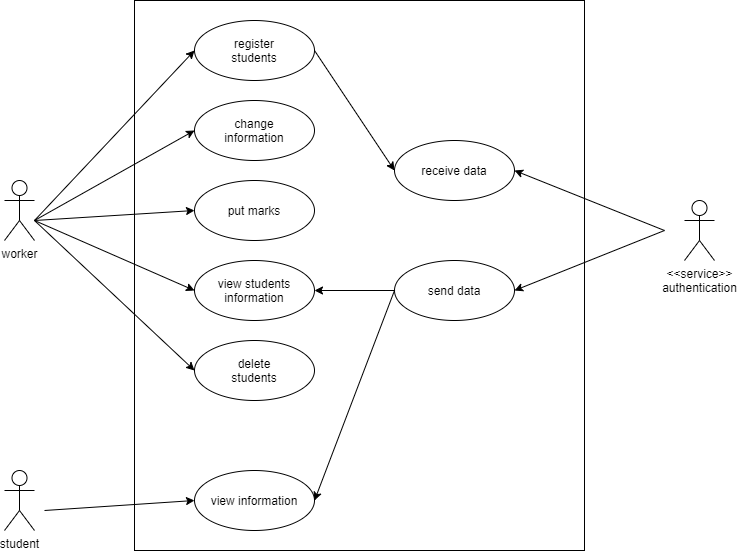 register
students
change
information
receive data
put marks
worker
view students
information
send data
<<service>>
authentication
delete
students
view information
student